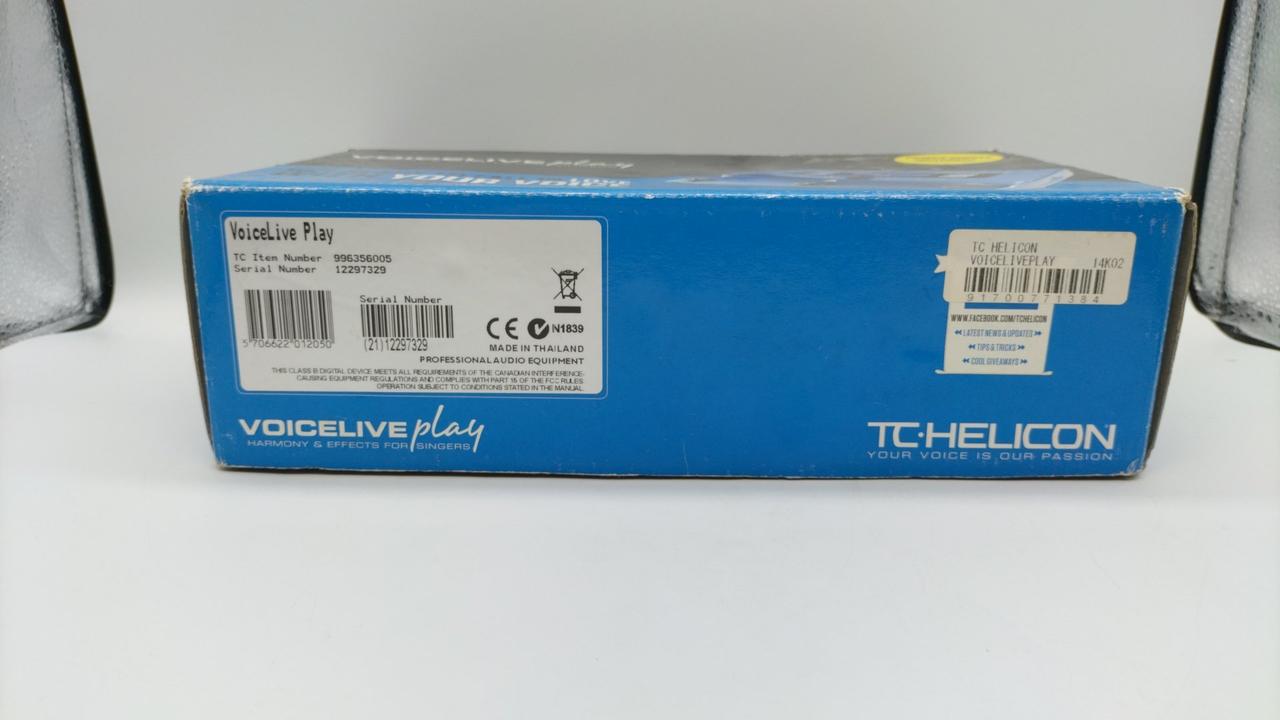 VOICELIVE play
YOUR VOICE
VoiceLive Play
TC Item Number 996356005
Serial Number 12297329
Serial Number
5706622 012050
(21)12297329
CE N1839
MADE IN THAILAND
PROFESSIONAL AUDIO EQUIPMENT
THIS CLASS B DIGITAL DEVICE MEETS ALL REQUIREMENTS OF THE CANADIAN INTERFERENCE-
CAUSING EQUIPMENT REGULATIONS AND COMPLIES WITH PART 15 OF THE FCC RULES.
OPERATION SUBJECT TO CONDITIONS STATED IN THE MANUAL.
VOICELIVE play
HARMONY & EFFECTS FOR SINGERS
TC HELICON
VOICELIVEPLAY 14K02
917007713​84
WWW.FACEBOOK.COM/TCHELICON
LATEST NEWS & UPDATES
TIPS & TRICKS
COOL GIVEAWAYS
TC·HELICON
YOUR VOICE IS OUR PASSION